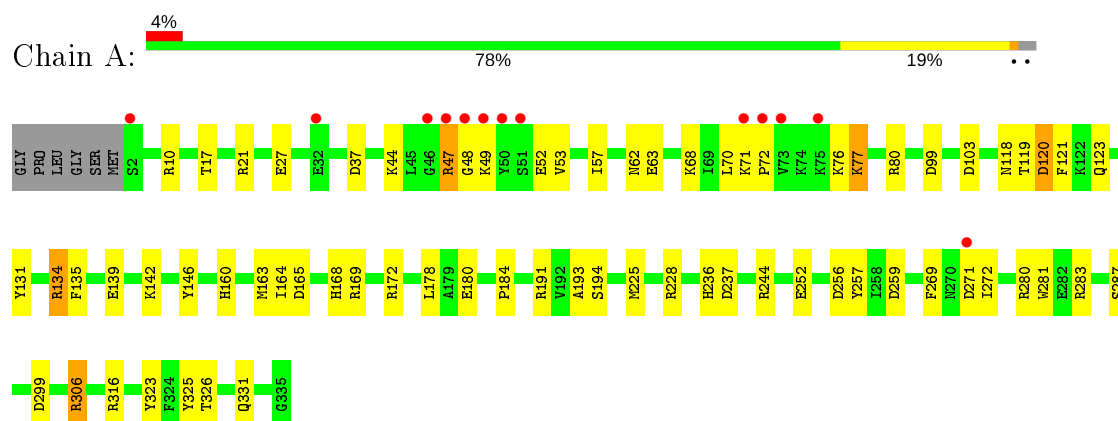 4%
Chain A:
78% 19% • •
GLY PRO LEU GLY SER MET S2 R10 T17 R21 E27 E32 D37 K44 L45 G46 R47 G48 K49 Y50 S51 E52 V53 I57 N62 E63 K68 I69 L70 K71 P72 V73 K74 K75 K76 K77 R80 D99 D103 N118 T119 D120 F121 K122 Q123
Y131 R134 F135 E139 K142 Y146 H160 M163 I164 D165 H168 R169 R172 L178 A179 E180 P184 R191 V192 A193 S194 M225 R228 H236 D237 R244 E252 D256 Y257 I258 D259 F269 N270 D271 I272 R280 W281 E282 R283 S287
D299 R306 R316 Y323 F324 Y325 T326 Q331 G335